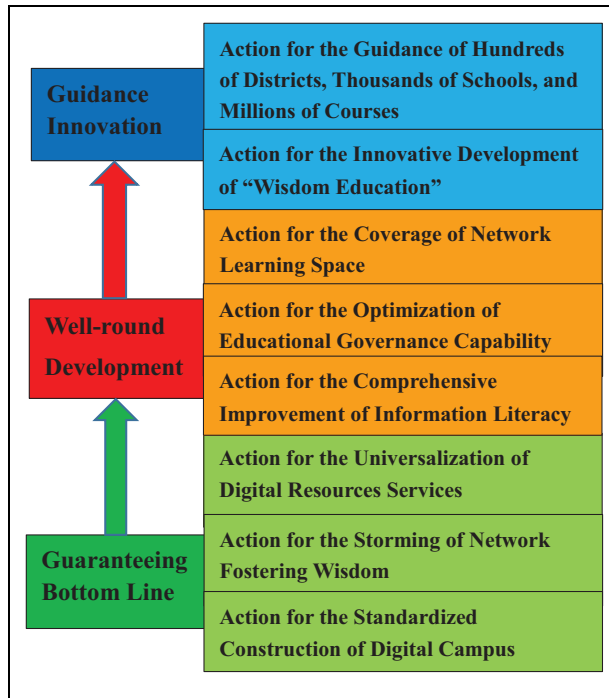 Guidance
Innovation
Action for the Guidance of Hundreds
of Districts, Thousands of Schools, and
Millions of Courses
Action for the Innovative Development
of “Wisdom Education”
Well-round
Development
Action for the Coverage of Network
Learning Space
Action for the Optimization of
Educational Governance Capability
Action for the Comprehensive
Improvement of Information Literacy
Guaranteeing
Bottom Line
Action for the Universalization of
Digital Resources Services
Action for the Storming of Network
Fostering Wisdom
Action for the Standardized
Construction of Digital Campus